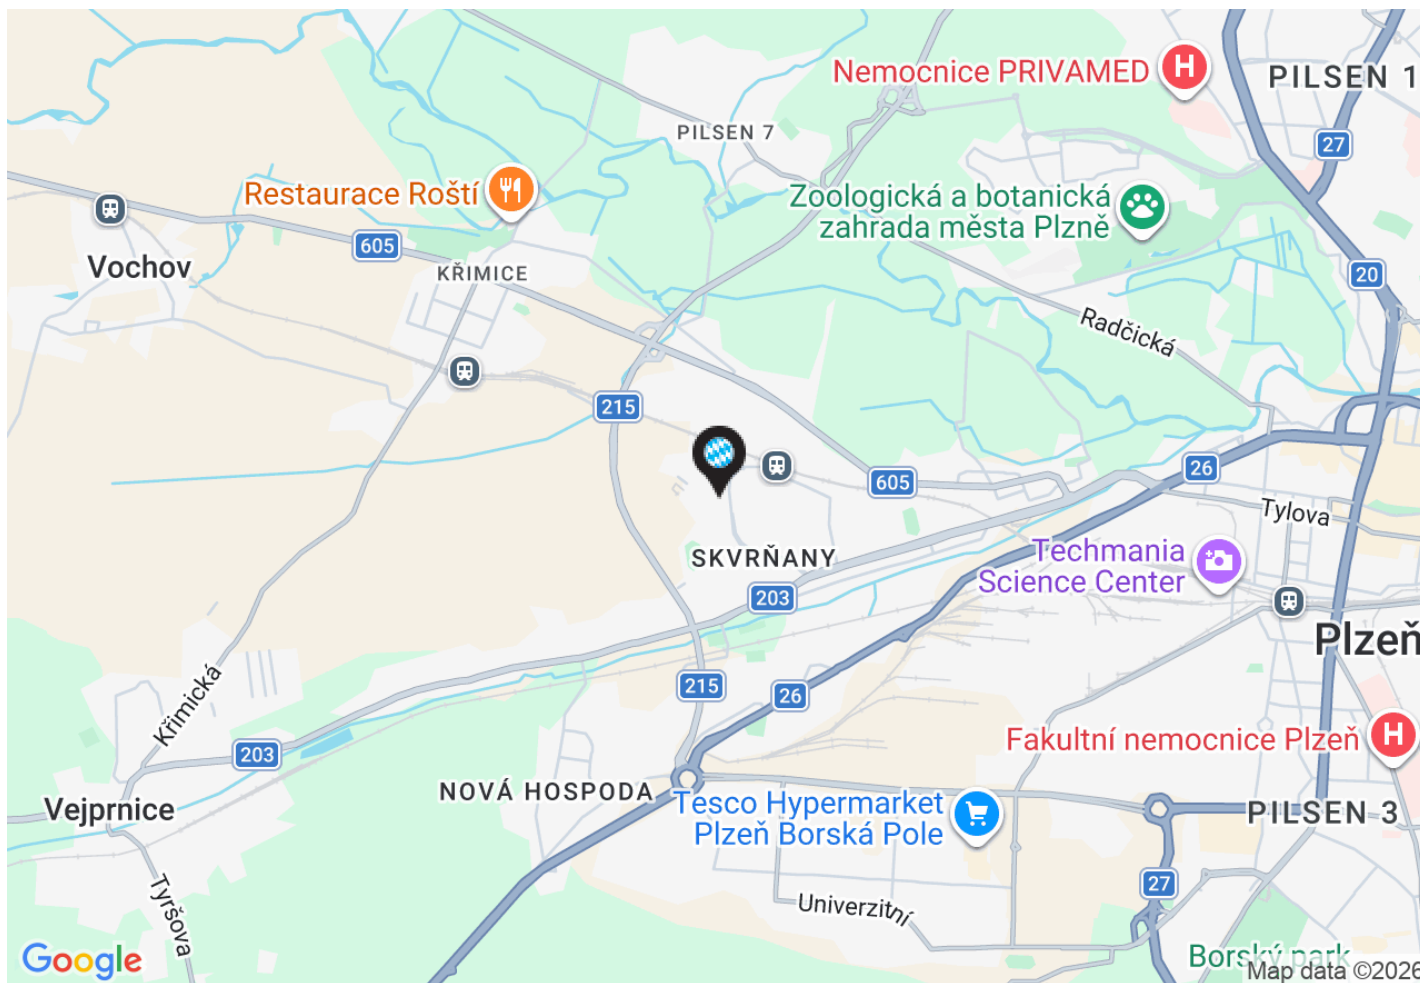 Nemocnice PRIVAMED
H
PILSEN 1
PILSEN 7
27
Restaurace Roští
Zoologická a botanická
zahrada města Plzně
605
Vochov
KŘIMICE
20
Radčická
215
605
26
Tylova
SKVRŇANY
Techmania
Science Center
203
Plzeň
Křimická
215
26
203
Fakultní nemocnice Plzeň
H
NOVÁ HOSPODA
Tesco Hypermarket
Plzeň Borská Pole
Vejprnice
PILSEN 3
27
Tyršova
Univerzitní
Borský park
Google
Map data ©2026